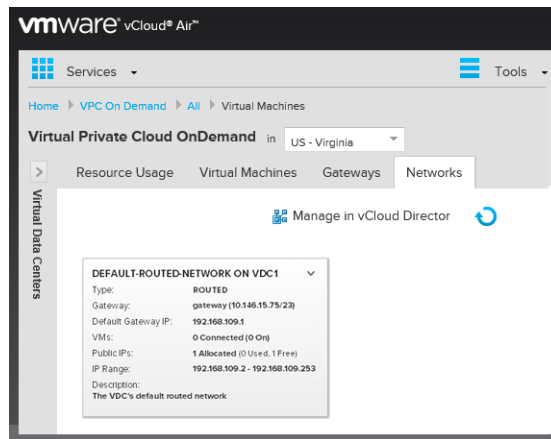 vmware® vCloud® Air™
Services
Tools
Home VPC On Demand All Virtual Machines
Virtual Private Cloud OnDemand in US - Virginia
Resource Usage Virtual Machines Gateways Networks
Virtual Data Centers
Manage in vCloud Director
DEFAULT-ROUTED-NETWORK ON VDC1
Type: ROUTED
Gateway: gateway (10.146.15.75/23)
Default Gateway IP: 192.168.109.1
VMs: 0 Connected (0 On)
Public IPs: 1 Allocated (0 Used, 1 Free)
IP Range: 192.168.109.2 - 192.168.109.253
Description:
The VDC's default routed network